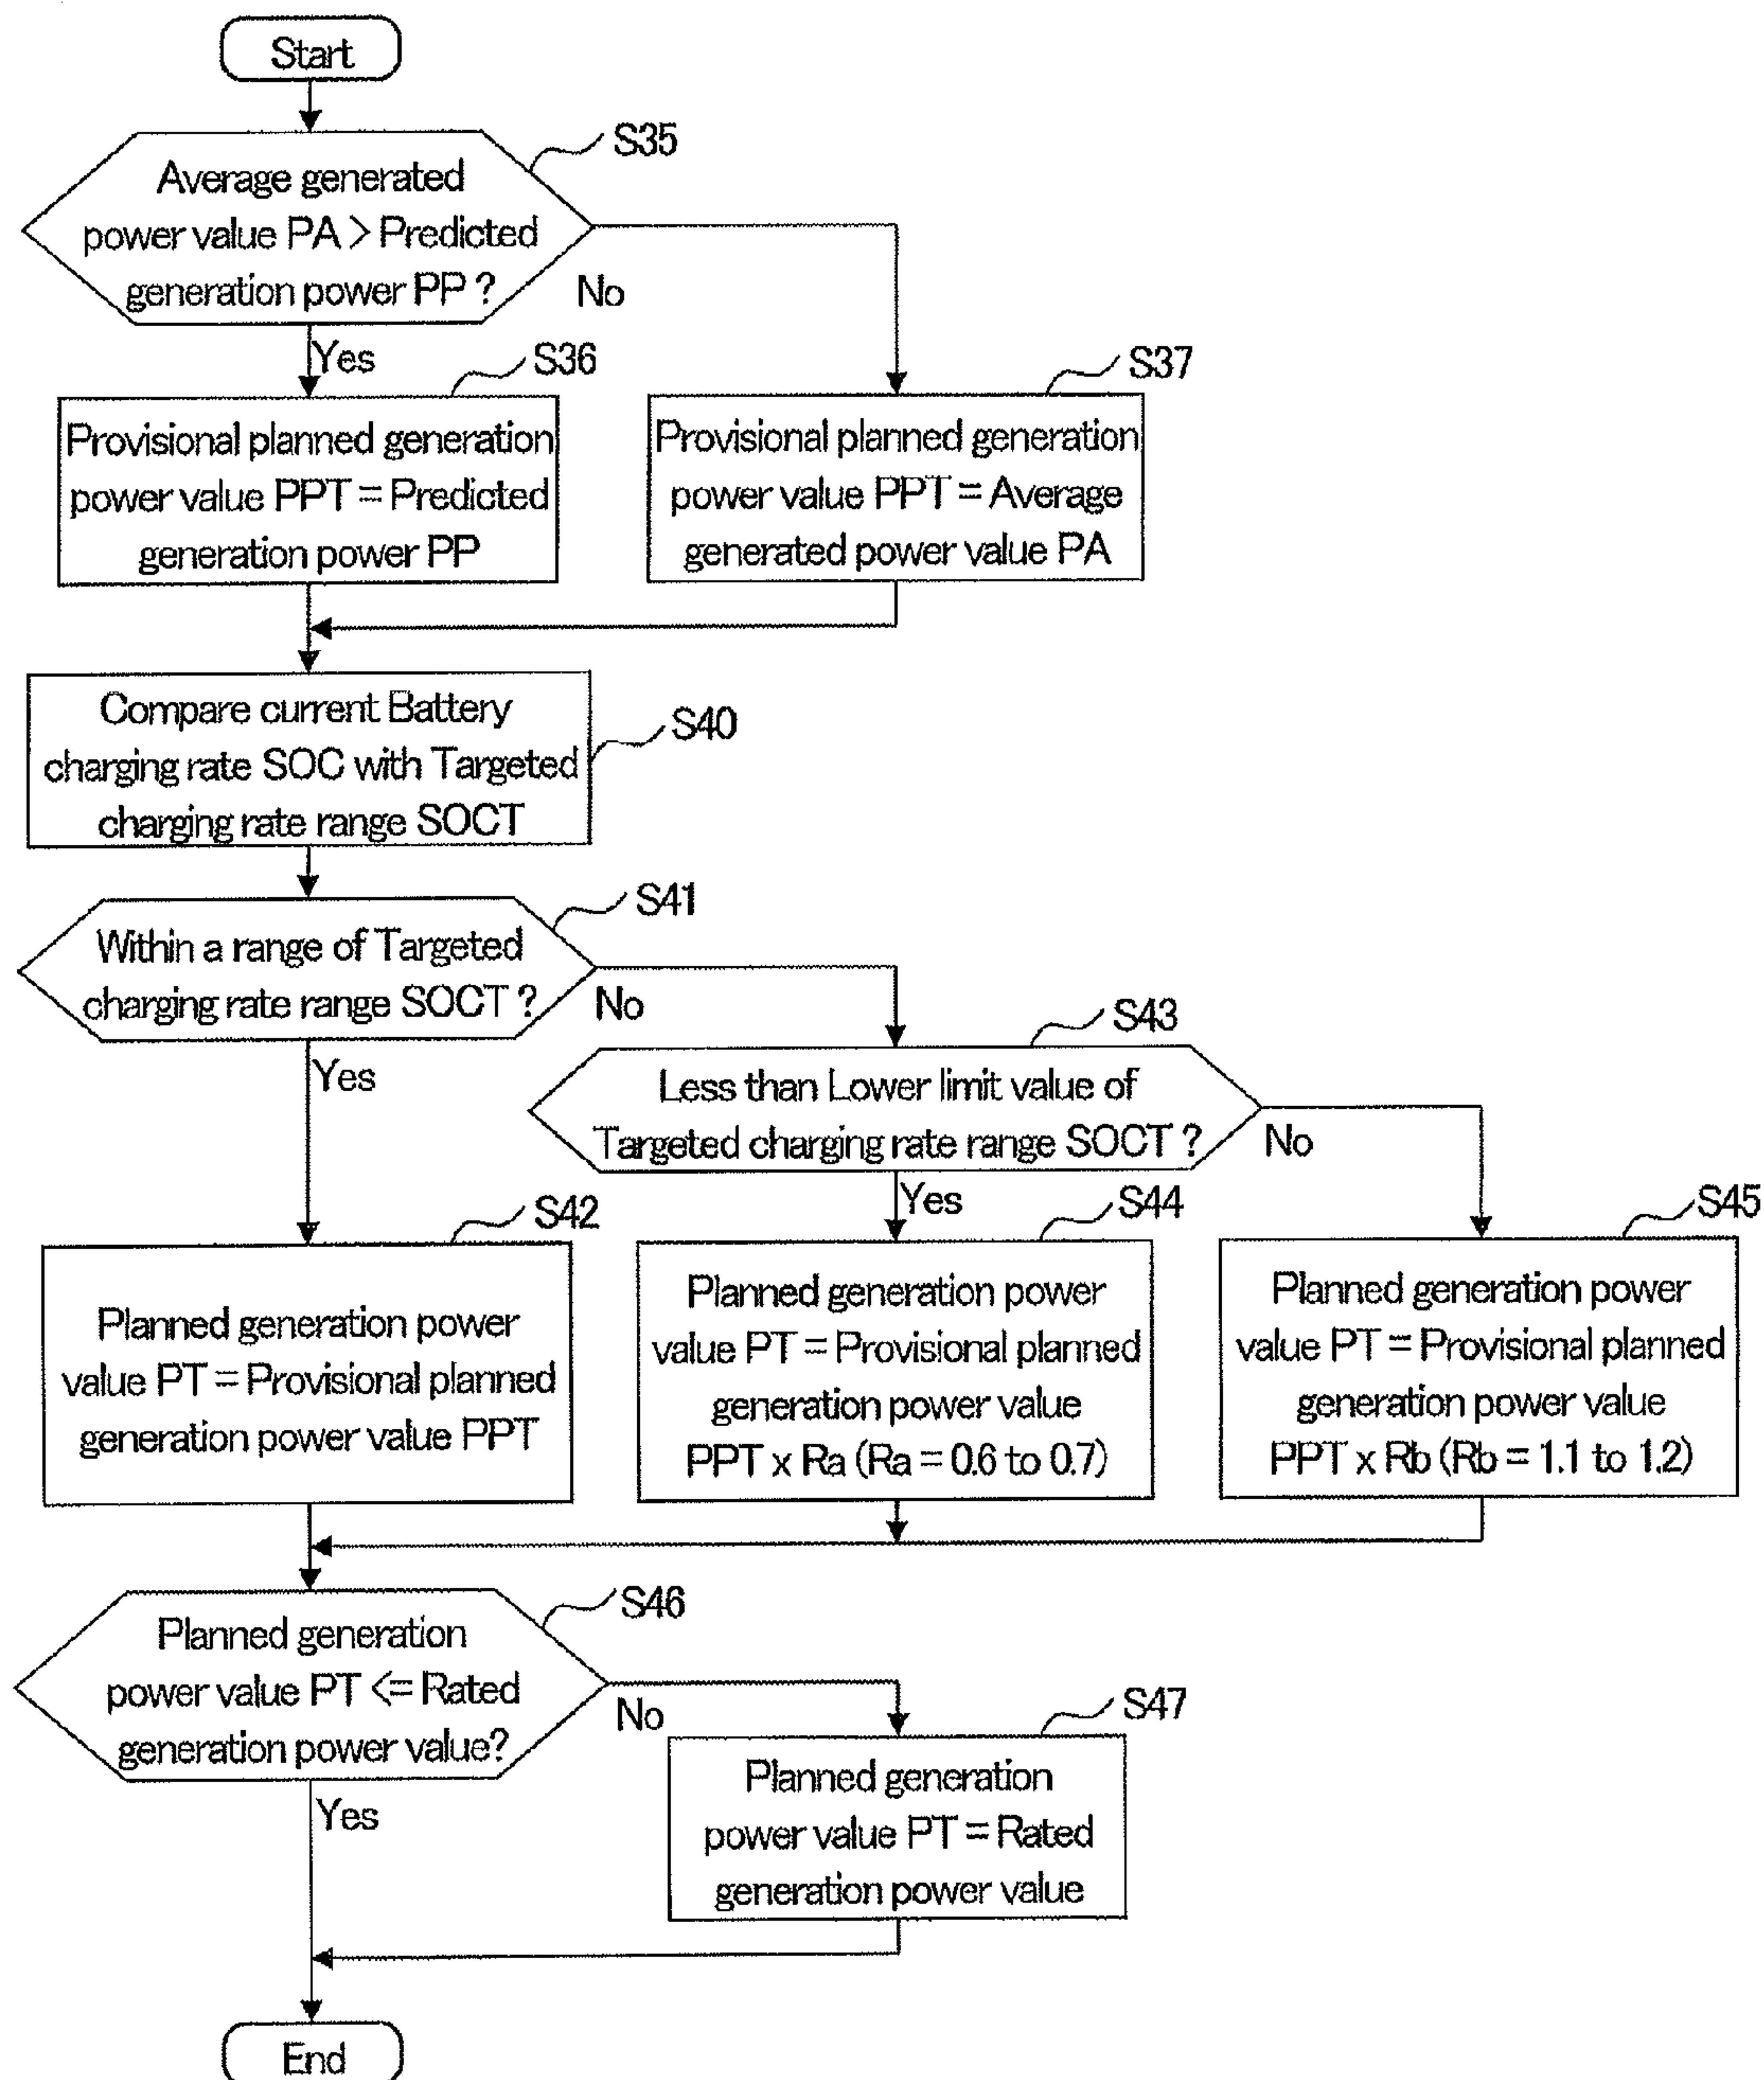 Start
S35
Average generated
power value PA > Predicted
generation power PP ?
No
Yes
S36
S37
Provisional planned generation
power value PPT = Predicted
generation power PP
Provisional planned generation
power value PPT = Average
generated power value PA
Compare current Battery
charging rate SOC with Targeted
charging rate range SOCT
S40
S41
Within a range of Targeted
charging rate range SOCT ?
No
Yes
S43
Less than Lower limit value of
Targeted charging rate range SOCT ?
No
Yes
S42
S44
S45
Planned generation power
value PT = Provisional planned
generation power value PPT
Planned generation power
value PT = Provisional planned
generation power value
PPT x Ra (Ra = 0.6 to 0.7)
Planned generation power
value PT = Provisional planned
generation power value
PPT x Rb (Rb = 1.1 to 1.2)
S46
Planned generation
power value PT <= Rated
generation power value?
No
Yes
S47
Planned generation
power value PT = Rated
generation power value
End